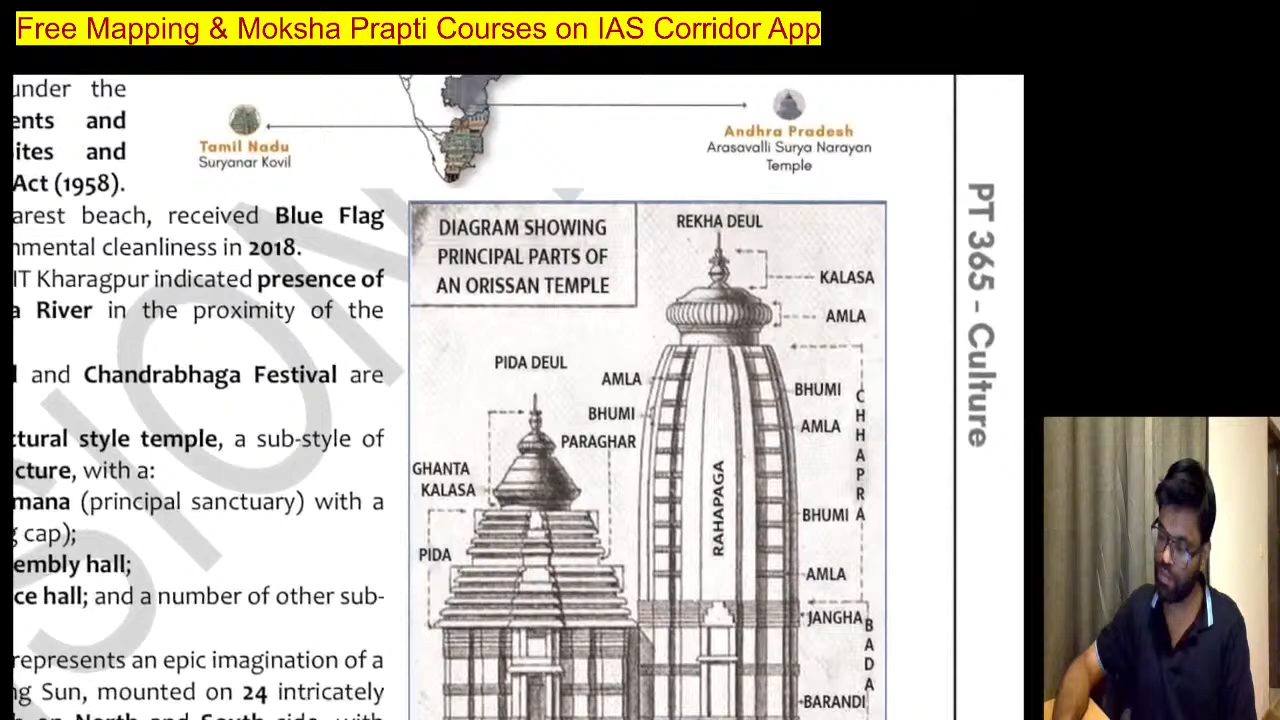 Free Mapping & Moksha Prapti Courses on IAS Corridor App
under the
ents and
ites and
Act (1958).
arest beach, received Blue Flag
nmental cleanliness in 2018.
IT Kharagpur indicated presence of
a River in the proximity of the
and Chandrabhaga Festival are
ctural style temple, a sub-style of
cture, with a:
mana (principal sanctuary) with a
g cap);
embly hall;
ce hall; and a number of other sub-
represents an epic imagination of a
ng Sun, mounted on 24 intricately
North and South side, with
Tamil Nadu
Suryanar Kovil
Andhra Pradesh
Arasavalli Surya Narayan
Temple
DIAGRAM SHOWING
PRINCIPAL PARTS OF
AN ORISSAN TEMPLE
REKHA DEUL
KALASA
AMLA
PIDA DEUL
AMLA
BHUMI
BHUMI
AMLA
PARAGHAR
GHANTA
KALASA
RAHAPAGA
CHHAPRA
BHUMI
PIDA
AMLA
JANGHA
BADA
BARANDI
PT 365 - Culture